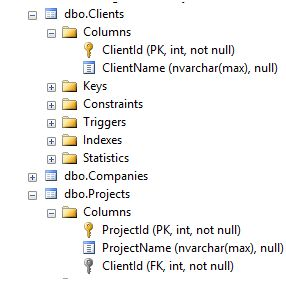 dbo.Clients
Columns
ClientId (PK, int, not null)
ClientName (nvarchar(max), null)
Keys
Constraints
Triggers
Indexes
Statistics
dbo.Companies
dbo.Projects
Columns
ProjectId (PK, int, not null)
ProjectName (nvarchar(max), null)
ClientId (FK, int, not null)